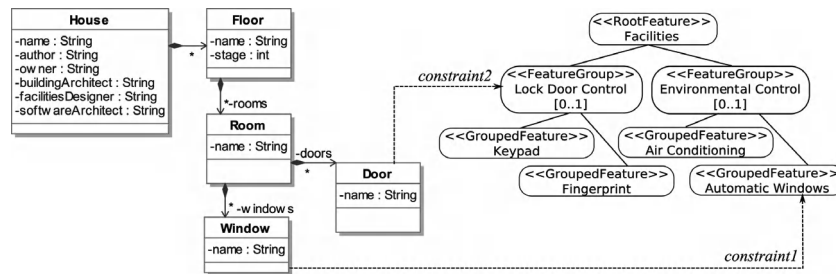 House
-name : String
-author : String
-owner : String
-buildingArchitect : String
-facilitiesDesigner : String
-softwareArchitect : String
*
Floor
-name : String
-stage : int
*-rooms
Room
-name : String
-doors
*
Door
-name : String
* -windows
Window
-name : String
constraint2
<<RootFeature>>
Facilities
<<FeatureGroup>>
Lock Door Control
[0..1]
<<FeatureGroup>>
Environmental Control
[0..1]
<<GroupedFeature>>
Keypad
<<GroupedFeature>>
Air Conditioning
<<GroupedFeature>>
Fingerprint
<<GroupedFeature>>
Automatic Windows
constraint1